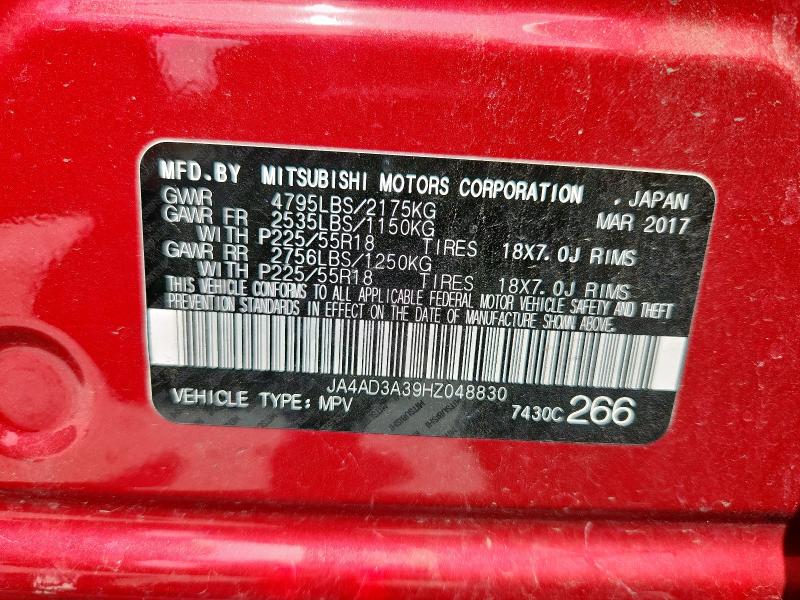 MFD.BY MITSUBISHI MOTORS CORPORATION , JAPAN
GWR 4795LBS/2175KG MAR 2017
GAWR FR 2535LBS/1150KG
WITH P225/55R18 TIRES 18X7.0J RIMS
GAWR RR 2756LBS/1250KG
WITH P225/55R18 TIRES 18X7.0J RIMS
THIS VEHICLE CONFORMS TO ALL APPLICABLE FEDERAL MOTOR VEHICLE SAFETY AND THEFT
PREVENTION STANDARDS IN EFFECT ON THE DATE OF MANUFACTURE SHOWN ABOVE.
JA4AD3A39HZ048830
VEHICLE TYPE: MPV 7430C 266